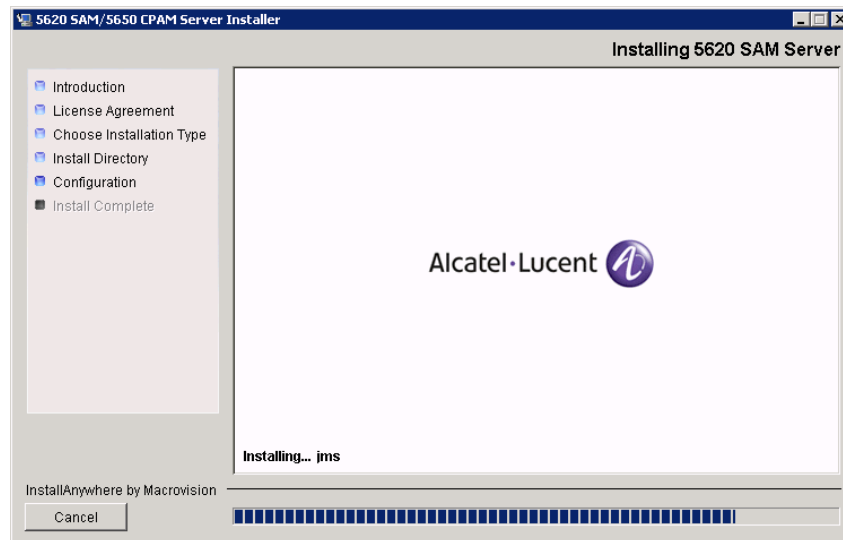 5620 SAM/5650 CPAM Server Installer
Installing 5620 SAM Server
Introduction
License Agreement
Choose Installation Type
Install Directory
Configuration
Install Complete
Alcatel·Lucent
Installing... jms
InstallAnywhere by Macrovision
Cancel